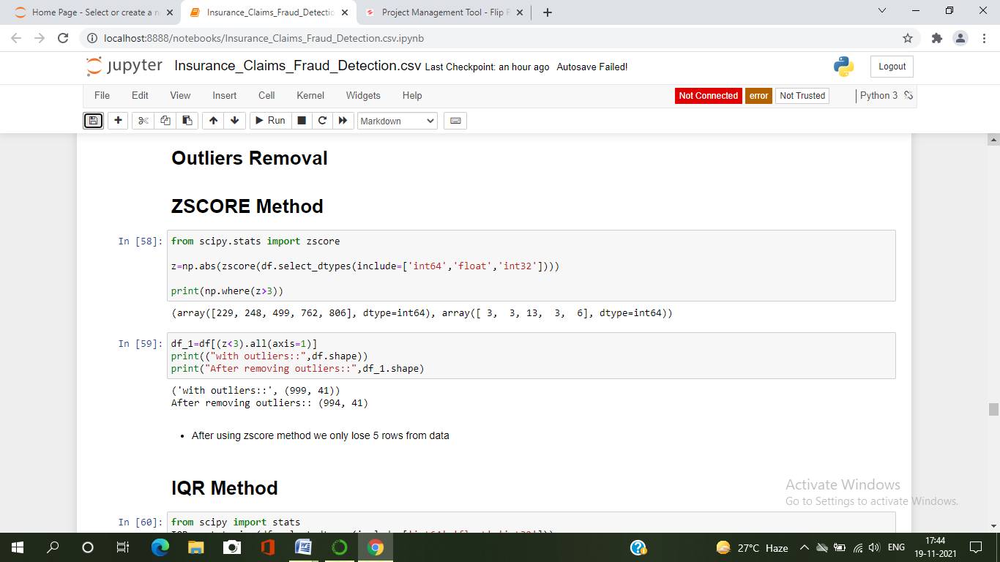 Home Page - Select or create a n
Insurance_Claims_Fraud_Detectio
Project Management Tool - Flip R
localhost:8888/notebooks/Insurance_Claims_Fraud_Detection.csv.ipynb
jupyter Insurance_Claims_Fraud_Detection.csv Last Checkpoint: an hour ago Autosave Failed!
Logout
File Edit View Insert Cell Kernel Widgets Help Not Connected error Not Trusted Python 3
Run Markdown
Outliers Removal
ZSCORE Method
In [58]: from scipy.stats import zscore
z=np.abs(zscore(df.select_dtypes(include=['int64','float','int32'])))
print(np.where(z>3))
(array([229, 248, 499, 762, 806], dtype=int64), array([ 3,  3, 13,  3,  6], dtype=int64))
In [59]: df_1=df[(z<3).all(axis=1)]
print(("with outliers::",df.shape))
print("After removing outliers::",df_1.shape)
('with outliers::', (999, 41))
After removing outliers:: (994, 41)
• After using zscore method we only lose 5 rows from data
IQR Method
Activate Windows
Go to Settings to activate Windows.
In [60]: from scipy import stats
27°C Haze ENG 17:44
19-11-2021